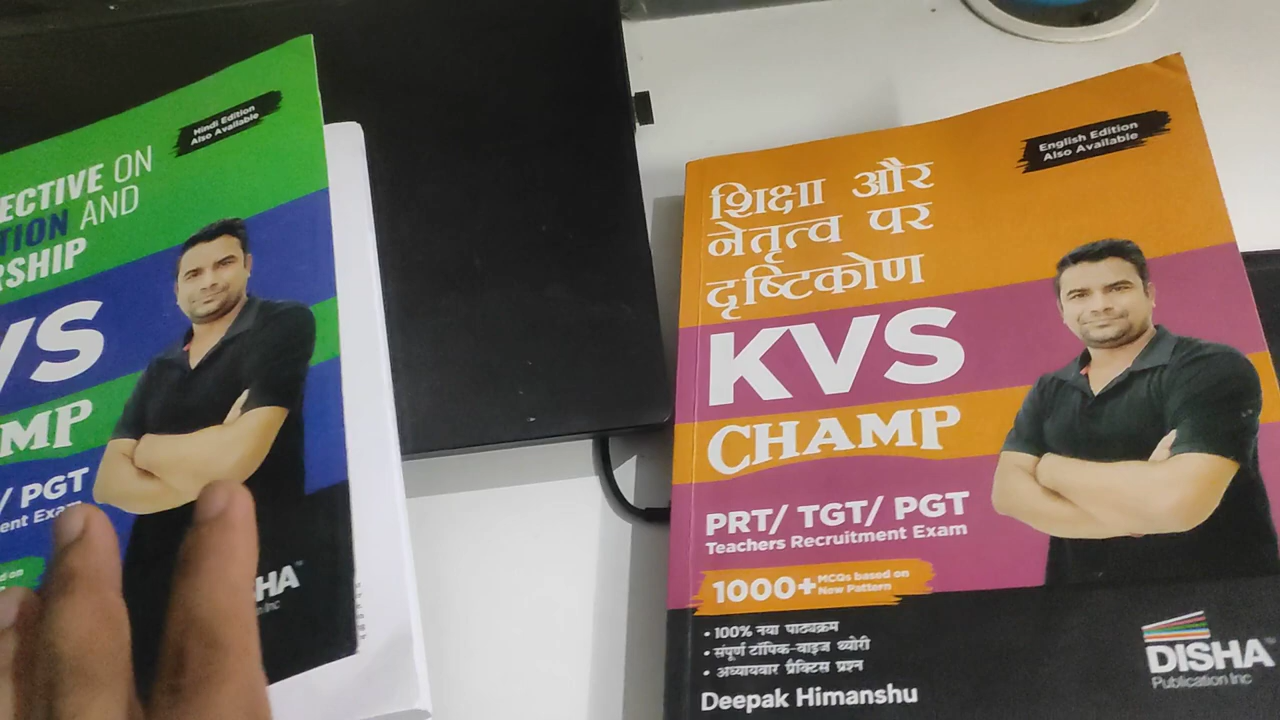 Hindi Edition
Also Available
ECTIVE ON
TION AND
RSHIP
VS
MP
/ PGT
ent Exam
HA
Inc
English Edition
Also Available
शिक्षा और
नेतृत्व पर
दृष्टिकोण
KVS
CHAMP
PRT/ TGT/ PGT
Teachers Recruitment Exam
1000+ MCQs based on
New Pattern
• 100% नया पाठ्यक्रम
• संपूर्ण टॉपिक-वाइज थ्योरी
• अध्यायवार प्रैक्टिस प्रश्न
Deepak Himanshu
DISHA™
Publication Inc